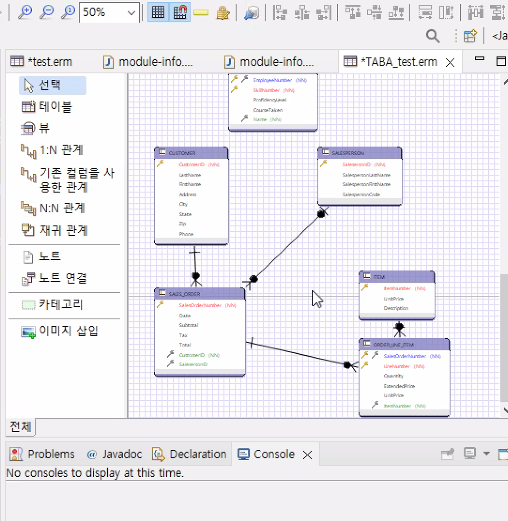 50%
<Ja
*test.erm
module-info....
module-info....
*TABA_test.erm
선택
테이블
뷰
1:N 관계
기존 컬럼을 사
용한 관계
N:N 관계
재귀 관계
노트
노트 연결
카테고리
이미지 삽입
EmployeeNumber (NN)
SkillNumber (NN)
ProficiencyLevel
CourseTaken
Name (NN)
CUSTOMER
CustomerID (NN)
LastName
FirstName
Address
City
State
Zip
Phone
SALESPERSON
SalespersonID (NN)
SalespersonLastName
SalespersonFirstName
SalespersonCode
SALES_ORDER
SalesOrderNumber (NN)
Date
Subtotal
Tax
Total
CustomerID (NN)
SalespersonID
ITEM
ItemNumber (NN)
UnitPrice
Description
ORDER_LINE_ITEM
SalesOrderNumber (NN)
LineNumber (NN)
Quantity
ExtendedPrice
UnitPrice
ItemNumber (NN)
전체
Problems
@ Javadoc
Declaration
Console
No consoles to display at this time.